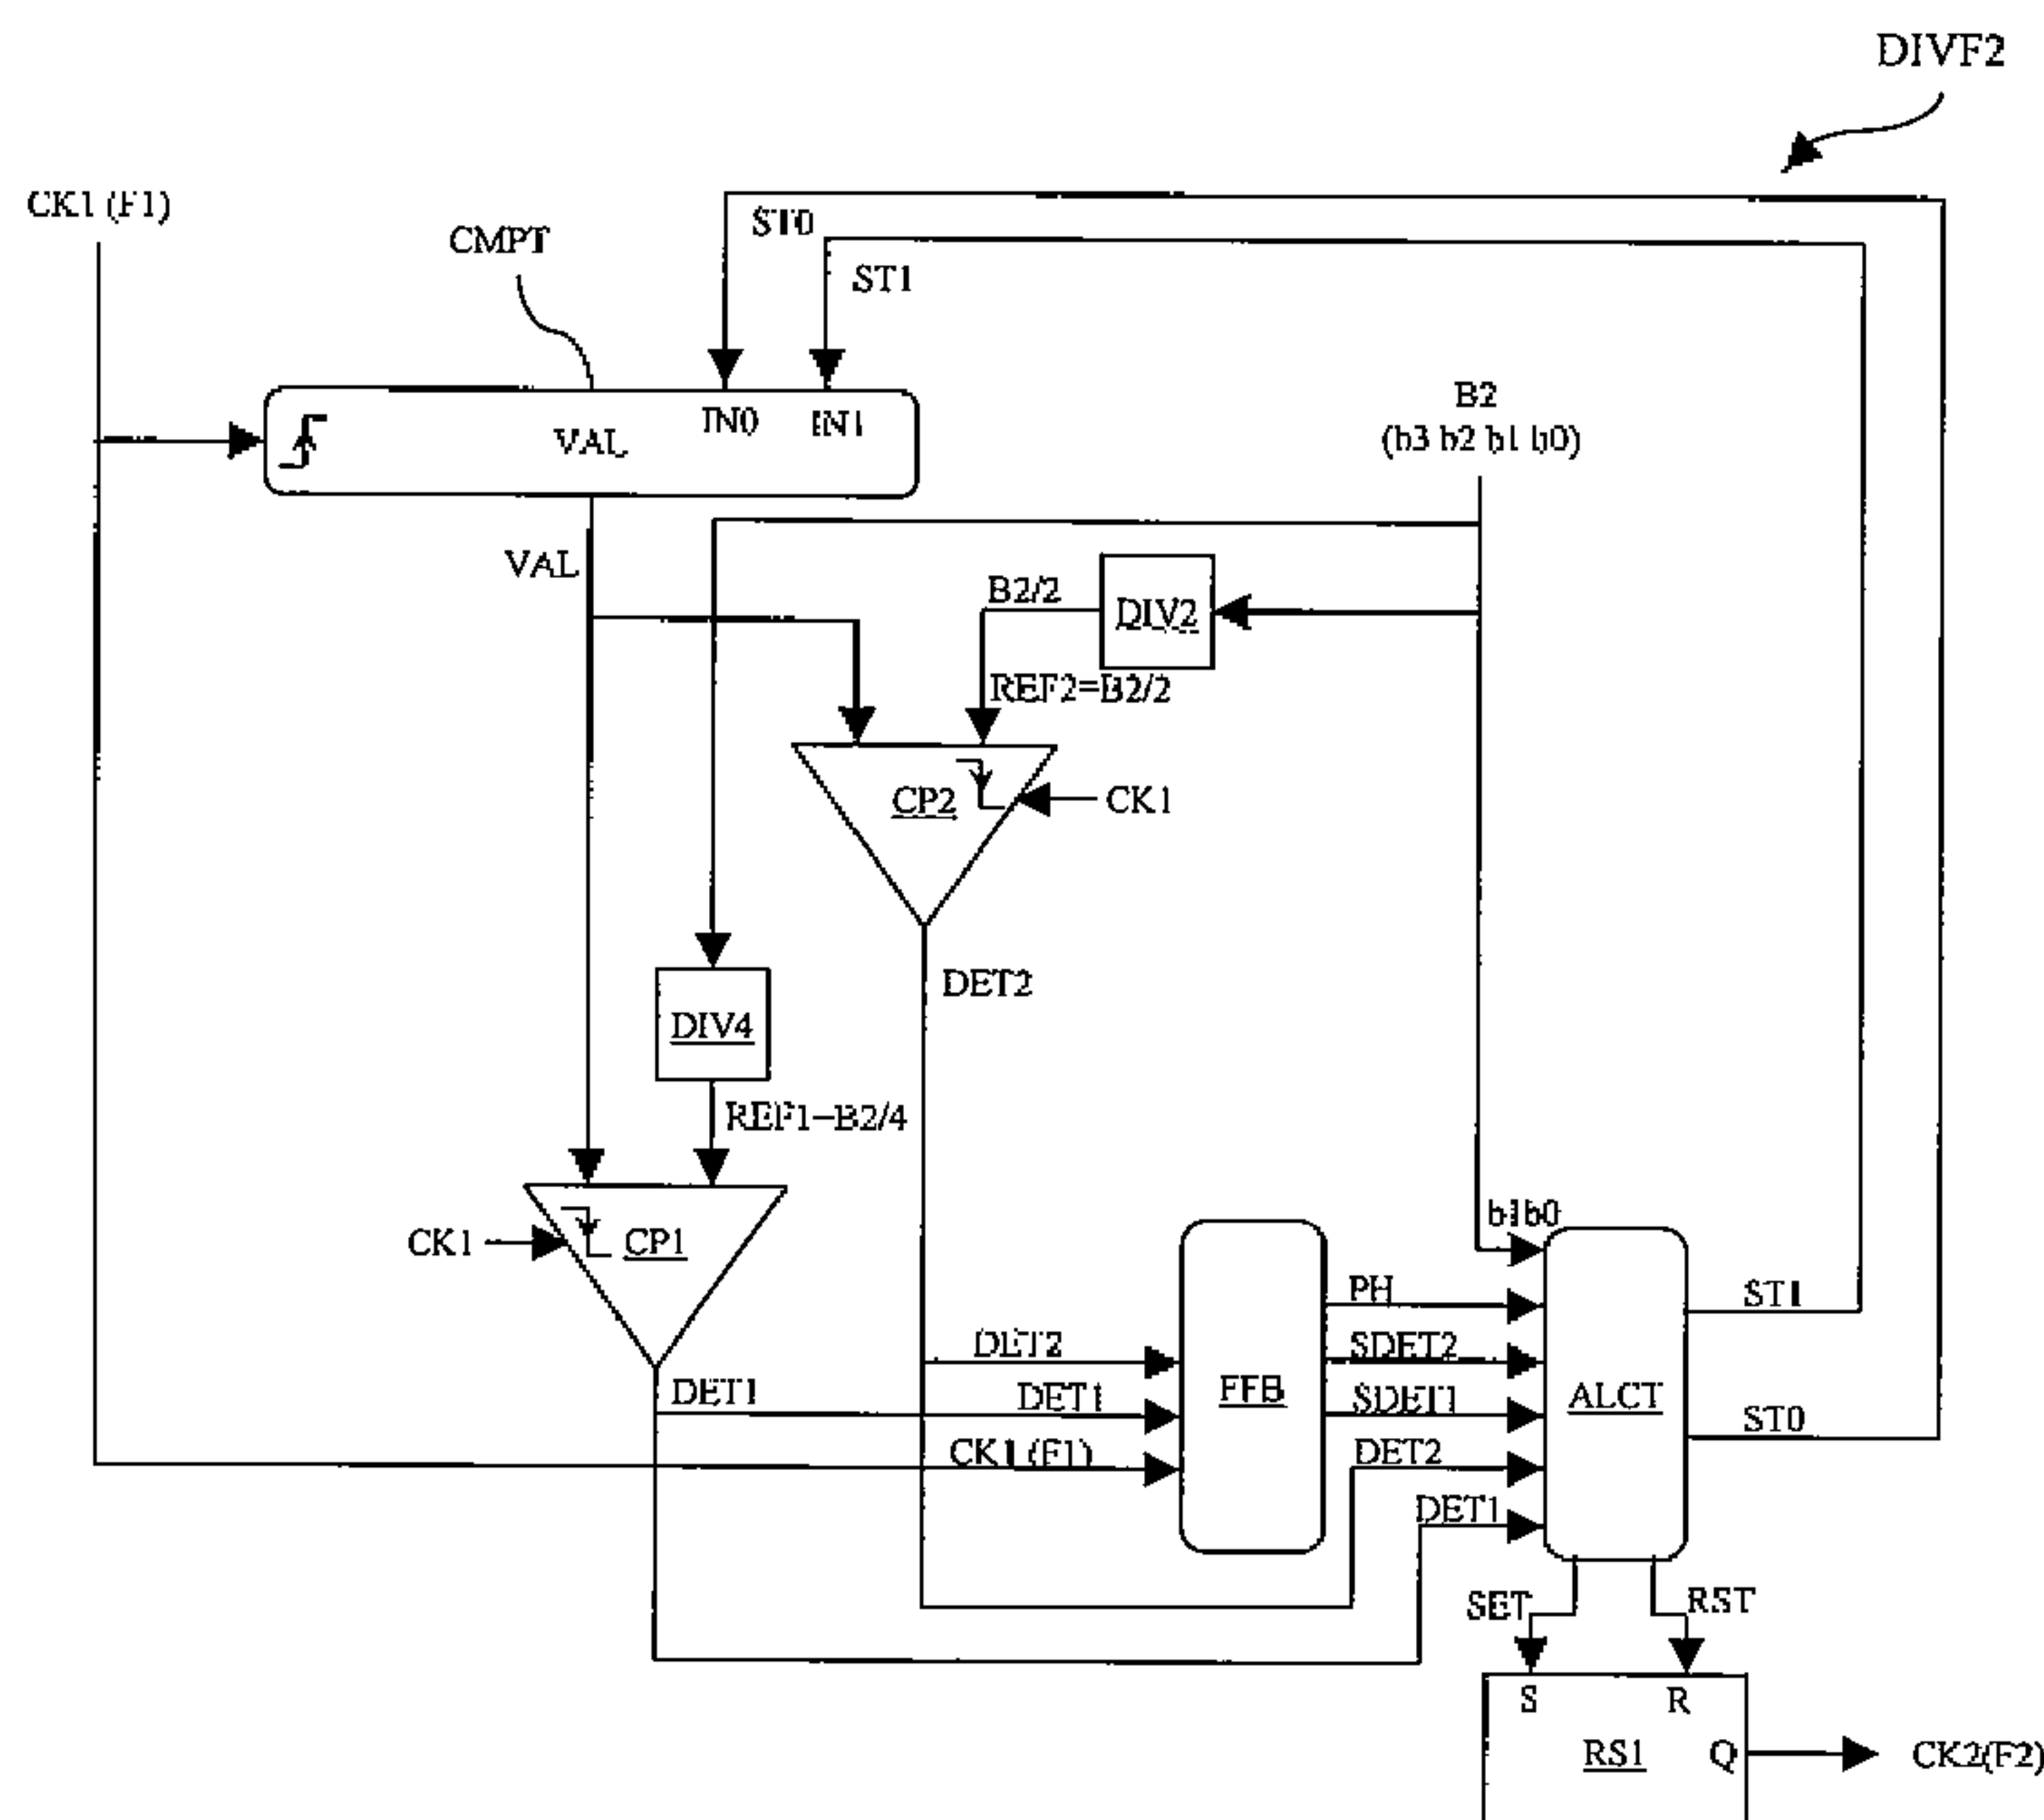 DIVF2
CK1 (F1)
ST0
CMPT
ST1
B2
(b3 b2 b1 b0)
IN0
IN1
VAL
VAL
B2/2
DIV2
REF2=B2/2
CP2
CK1
DET2
DIV4
REF1=B2/4
b1b0
CK1
CP1
PH
ST1
DET2
SDET2
DET1
DET1
FFB
SDET1
ALCT
ST0
CK1 (F1)
DET2
DET1
SET
RST
S
R
RS1
Q
CK2(F2)